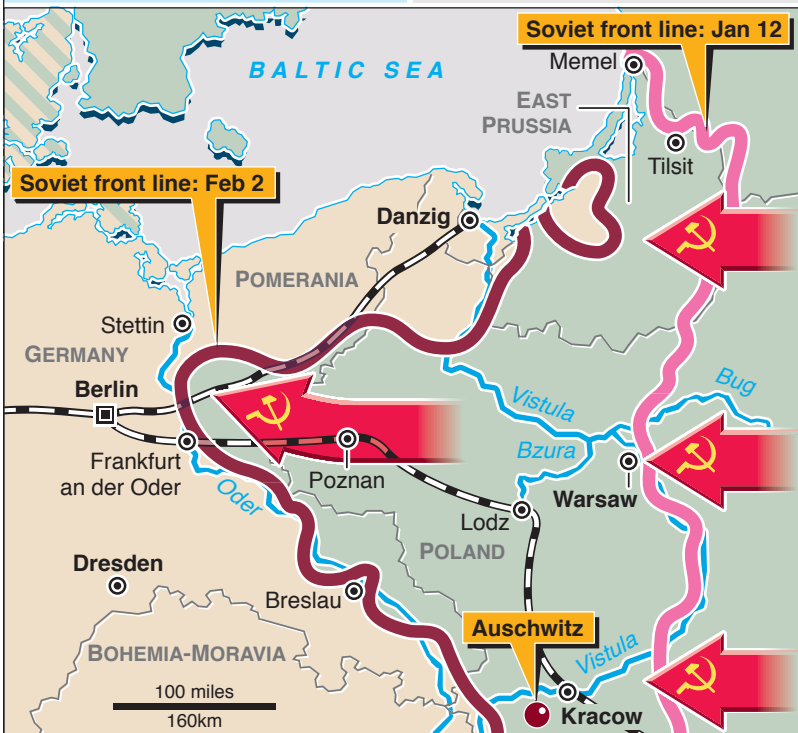 Soviet front line: Jan 12
BALTIC SEA
Memel
EAST
PRUSSIA
Tilsit
Soviet front line: Feb 2
Danzig
POMERANIA
Stettin
GERMANY
Berlin
Vistula
Bug
Bzura
Frankfurt
an der Oder
Poznan
Warsaw
Oder
Lodz
POLAND
Dresden
Breslau
Auschwitz
BOHEMIA-MORAVIA
Vistula
100 miles
160km
Kracow